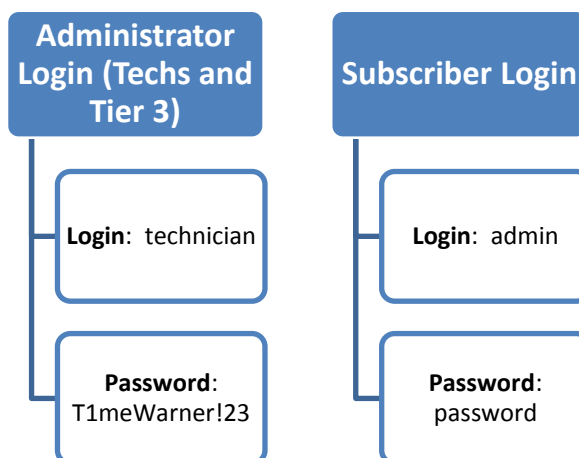 Administrator
Login (Techs and
Tier 3)
Login: technician
Password:
T1meWarner!23
Subscriber Login
Login: admin
Password:
password